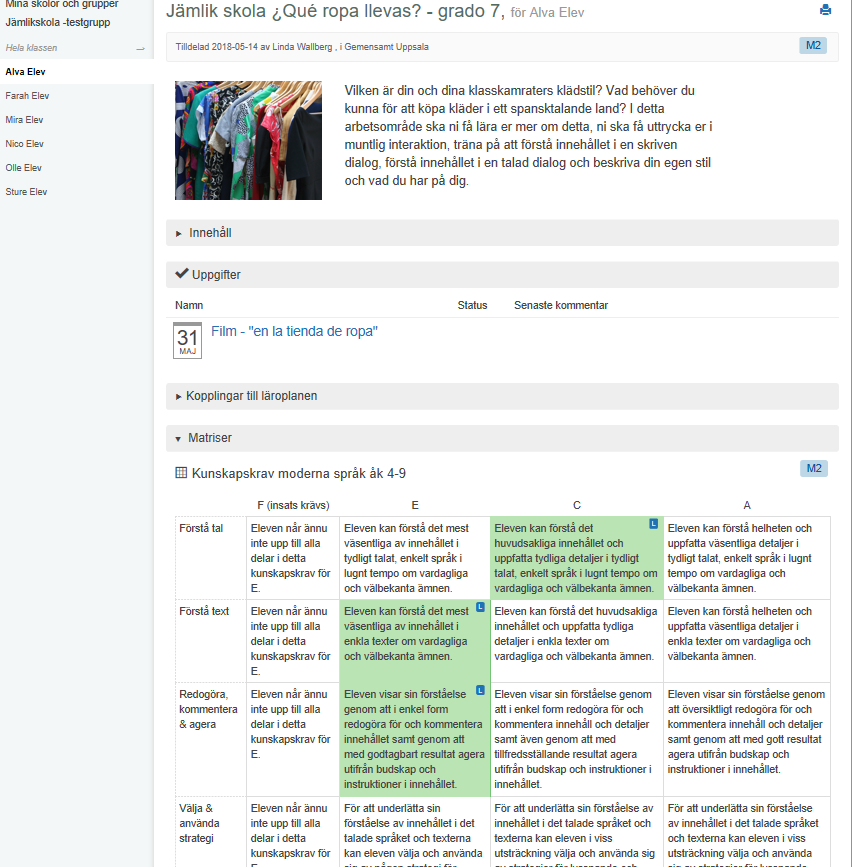 Mina skolor och grupper
Jämlikskola -testgrupp
Hela klassen
Alva Elev
Farah Elev
Mira Elev
Nico Elev
Olle Elev
Sture Elev
Jämlik skola ¿Qué ropa llevas? - grado 7, för Alva Elev
Tilldelad 2018-05-14 av Linda Wallberg , i Gemensamt Uppsala
M2
Vilken är din och dina klasskamraters klädstil? Vad behöver du
kunna för att köpa kläder i ett spansktalande land? I detta
arbetsområde ska ni få lära er mer om detta, ni ska få uttrycka er i
muntlig interaktion, träna på att förstå innehållet i en skriven
dialog, förstå innehållet i en talad dialog och beskriva din egen stil
och vad du har på dig.
Innehåll
Uppgifter
Namn Status Senaste kommentar
31
MAJ
Film - "en la tienda de ropa"
Kopplingar till läroplanen
Matriser
Kunskapskrav moderna språk åk 4-9
M2
F (insats krävs) E C A
Förstå tal
Eleven når ännu
inte upp till alla
delar i detta
kunskapskrav för
E.
Eleven kan förstå det mest
väsentliga av innehållet i
tydligt talat, enkelt språk i
lugnt tempo om vardagliga
och välbekanta ämnen.
L
Eleven kan förstå det
huvudsakliga innehållet och
uppfatta tydliga detaljer i tydligt
talat, enkelt språk i lugnt tempo om
vardagliga och välbekanta ämnen.
Eleven kan förstå helheten och
uppfatta väsentliga detaljer i
tydligt talat, enkelt språk i lugnt
tempo om vardagliga och
välbekanta ämnen.
Förstå text
Eleven når ännu
inte upp till alla
delar i detta
kunskapskrav för
E.
L
Eleven kan förstå det mest
väsentliga av innehållet i
enkla texter om vardagliga
och välbekanta ämnen.
Eleven kan förstå det huvudsakliga
innehållet och uppfatta tydliga
detaljer i enkla texter om
vardagliga och välbekanta ämnen.
Eleven kan förstå helheten och
uppfatta väsentliga detaljer i
enkla texter om vardagliga och
välbekanta ämnen.
Redogöra,
kommentera
& agera
Eleven når ännu
inte upp till alla
delar i detta
kunskapskrav för
E.
L
Eleven visar sin förståelse
genom att i enkel form
redogöra för och kommentera
innehållet samt genom att
med godtagbart resultat agera
utifrån budskap och
instruktioner i innehållet.
Eleven visar sin förståelse genom
att i enkel form redogöra för och
kommentera innehåll och detaljer
samt även genom att med
tillfredsställande resultat agera
utifrån budskap och instruktioner i
innehållet.
Eleven visar sin förståelse genom
att översiktligt redogöra för och
kommentera innehåll och detaljer
samt genom att med gott resultat
agera utifrån budskap och
instruktioner i innehållet.
Välja &
använda
strategi
Eleven når ännu
inte upp till alla
delar i detta
kunskapskrav för
För att underlätta sin
förståelse av innehållet i det
talade språket och texterna
kan eleven välja och använda
För att underlätta sin förståelse av
innehållet i det talade språket och
texterna kan eleven i viss
utsträckning välja och använda sig
För att underlätta sin förståelse
av innehållet i det talade språket
och texterna kan eleven i viss
utsträckning välja och använda